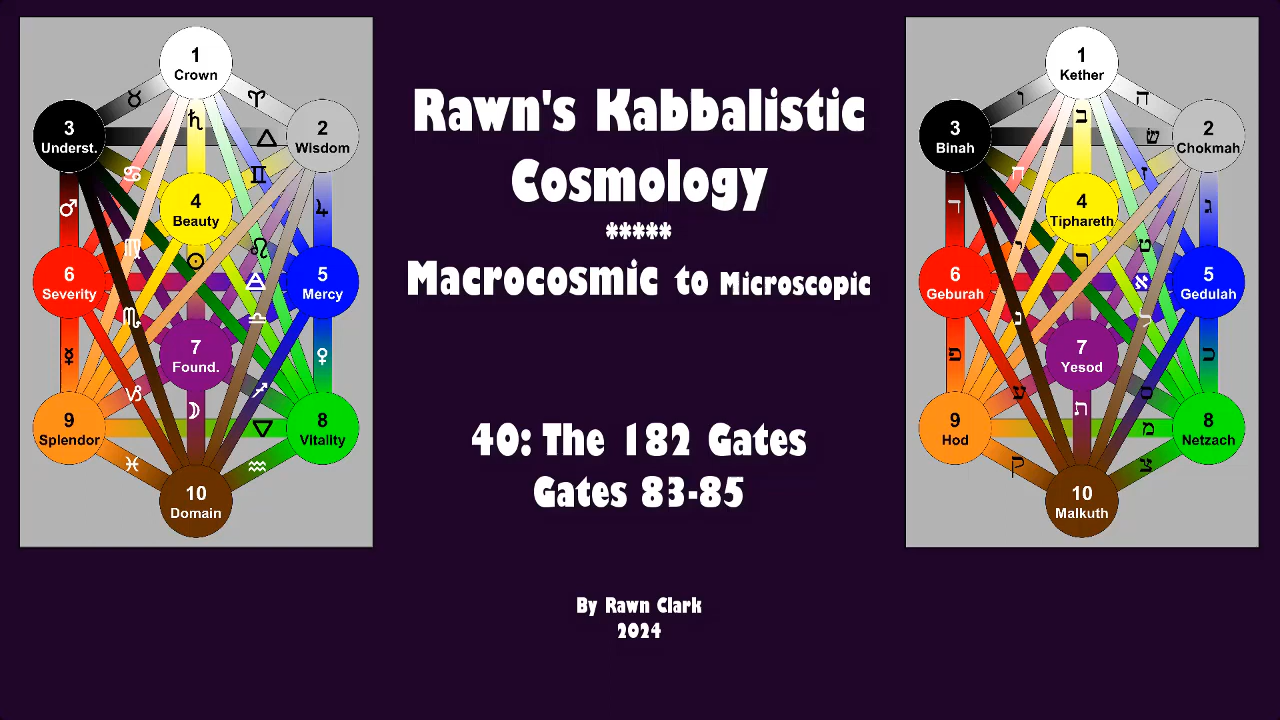 1
Crown
♉ ♈
♄
3
Underst.
2
Wisdom
♋ ♊
4
Beauty
♂ ♃
♍ ♌
☉
6
Severity
5
Mercy
♏ ♎
7
Found.
☿ ♀
♑ ♐
☽
9
Splendor
8
Vitality
♓ ♒
10
Domain
Rawn's Kabbalistic
Cosmology
*****
Macrocosmic to Microscopic
40: The 182 Gates
Gates 83-85
By Rawn Clark
2024
1
Kether
ו ה
ב
3
Binah
ש
2
Chokmah
ח ז
4
Tiphareth
ד ג
י ט
ר
6
Geburah
א
5
Gedulah
נ ל
7
Yesod
פ
ע ס
ת
9
Hod
מ
8
Netzach
ק צ
10
Malkuth